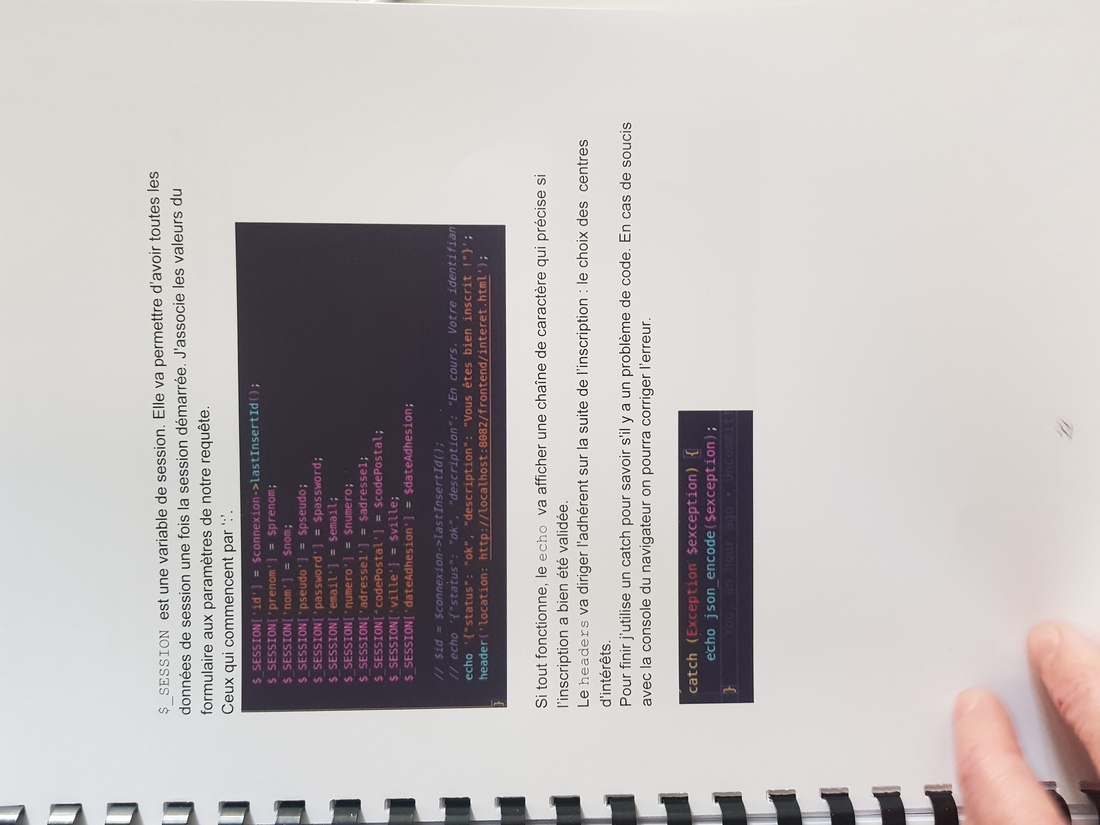 $_SESSION est une variable de session. Elle va permettre d'avoir toutes les
données de session une fois la session démarrée. J'associe les valeurs du
formulaire aux paramètres de notre requête.
Ceux qui commencent par ‘:’.
$_SESSION['id'] = $connexion->lastInsertId();
$_SESSION['prenom'] = $prenom;
$_SESSION['nom'] = $nom;
$_SESSION['pseudo'] = $pseudo;
$_SESSION['password'] = $password;
$_SESSION['email'] = $email;
$_SESSION['numero'] = $numero;
$_SESSION['adresse1'] = $adresse1;
$_SESSION['codePostal'] = $codePostal;
$_SESSION['ville'] = $ville;
$_SESSION['dateAdhesion'] = $dateAdhesion;
// $id = $connexion->lastInsertId();
// echo '{"status": "ok", "description": "En cours. Votre identifian
echo '{"status": "ok", "description": "Vous êtes bien inscrit !"}';
header('location: http://localhost:8082/frontend/interet.html');
}
Si tout fonctionne, le echo va afficher une chaîne de caractère qui précise si
l'inscription a bien été validée.
Le headers va diriger l'adhérent sur la suite de l'inscription : le choix des centres
d'intérêts.
Pour finir j'utilise un catch pour savoir s'il y a un problème de code. En cas de soucis
avec la console du navigateur on pourra corriger l'erreur.
catch (Exception $exception) {
echo json_encode($exception);
} You, an hour ago • Uncommitt